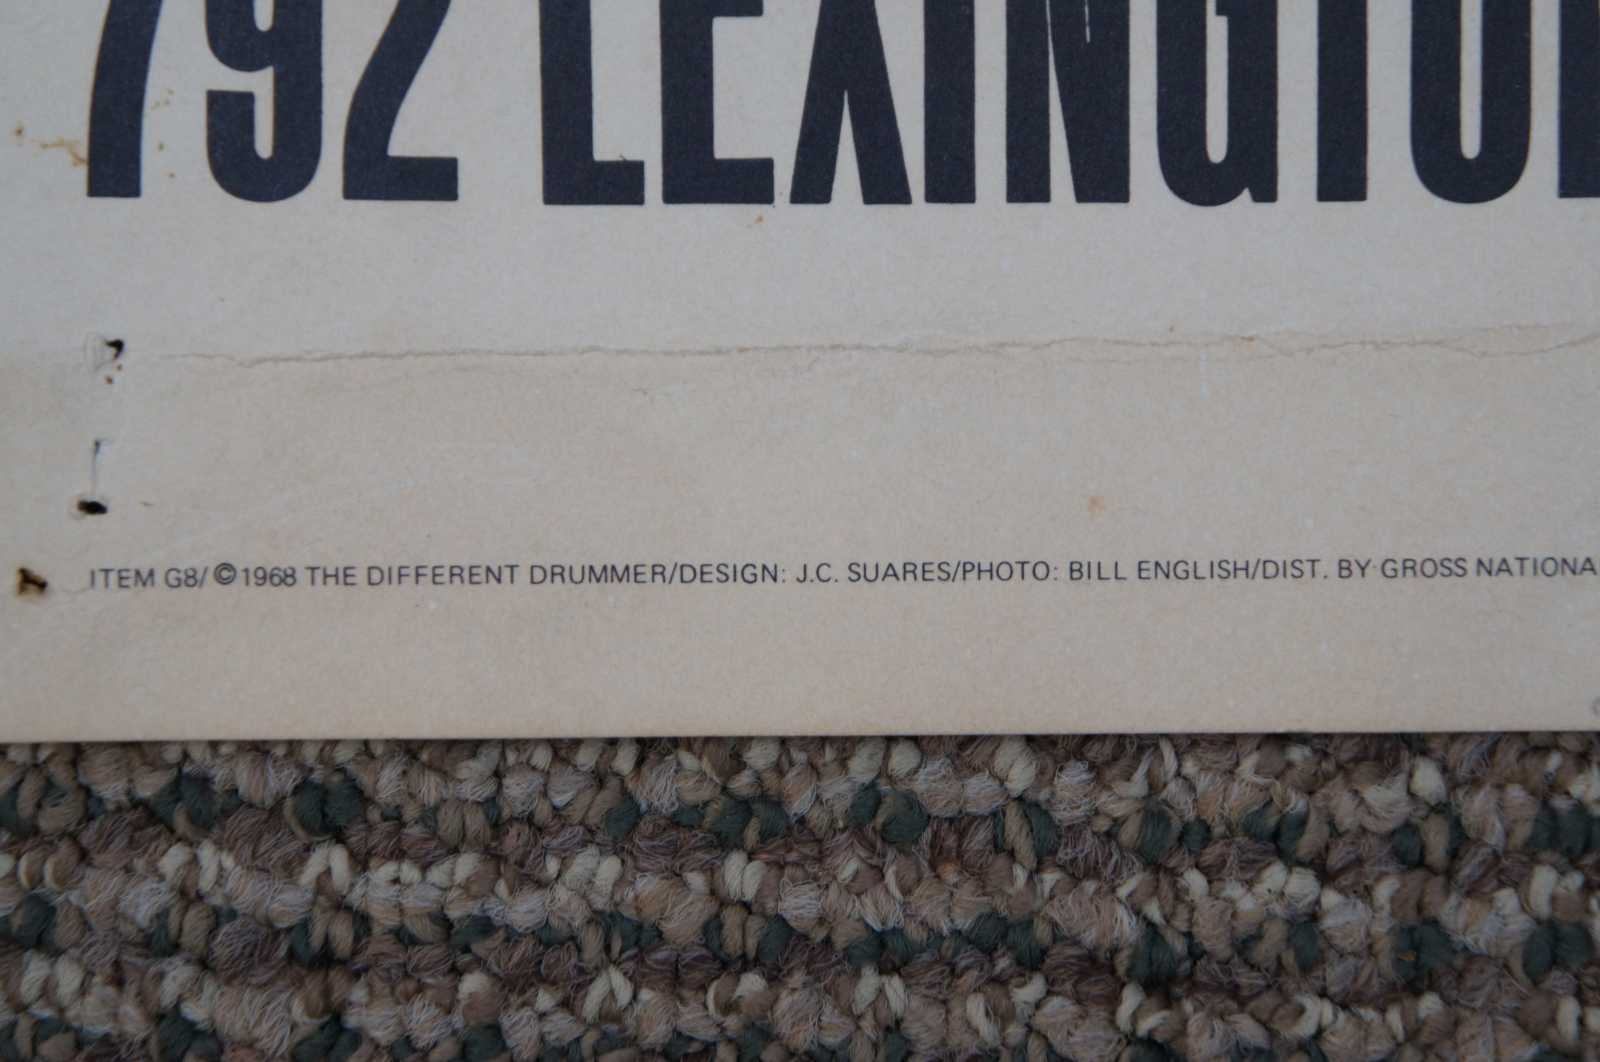 792 LEXINGTO
ITEM G8/ ©1968 THE DIFFERENT DRUMMER/DESIGN: J.C. SUARES/PHOTO: BILL ENGLISH/DIST. BY GROSS NATIONA